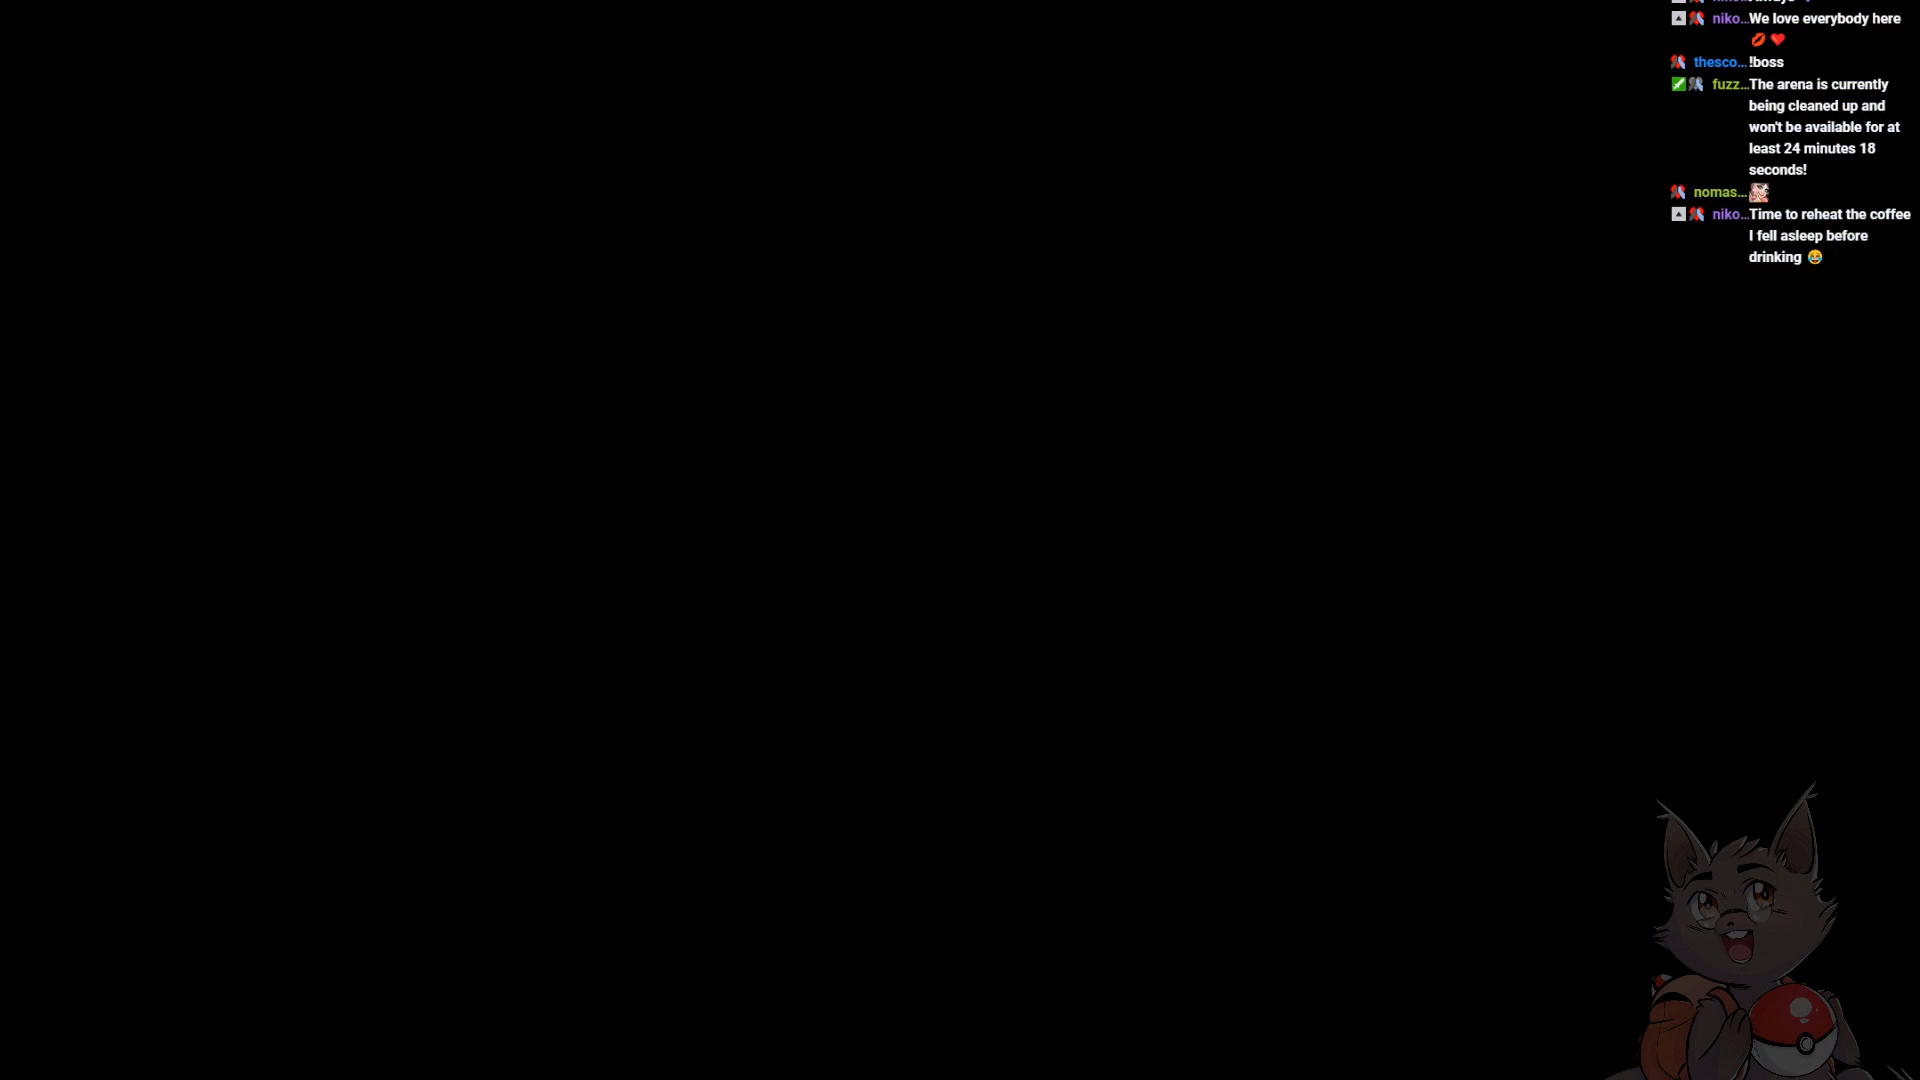 niko…We love everybody here
💋 ❤️
thesco…!boss
fuzz…The arena is currently
being cleaned up and
won't be available for at
least 24 minutes 18
seconds!
nomas…
niko…Time to reheat the coffee
I fell asleep before
drinking 😂